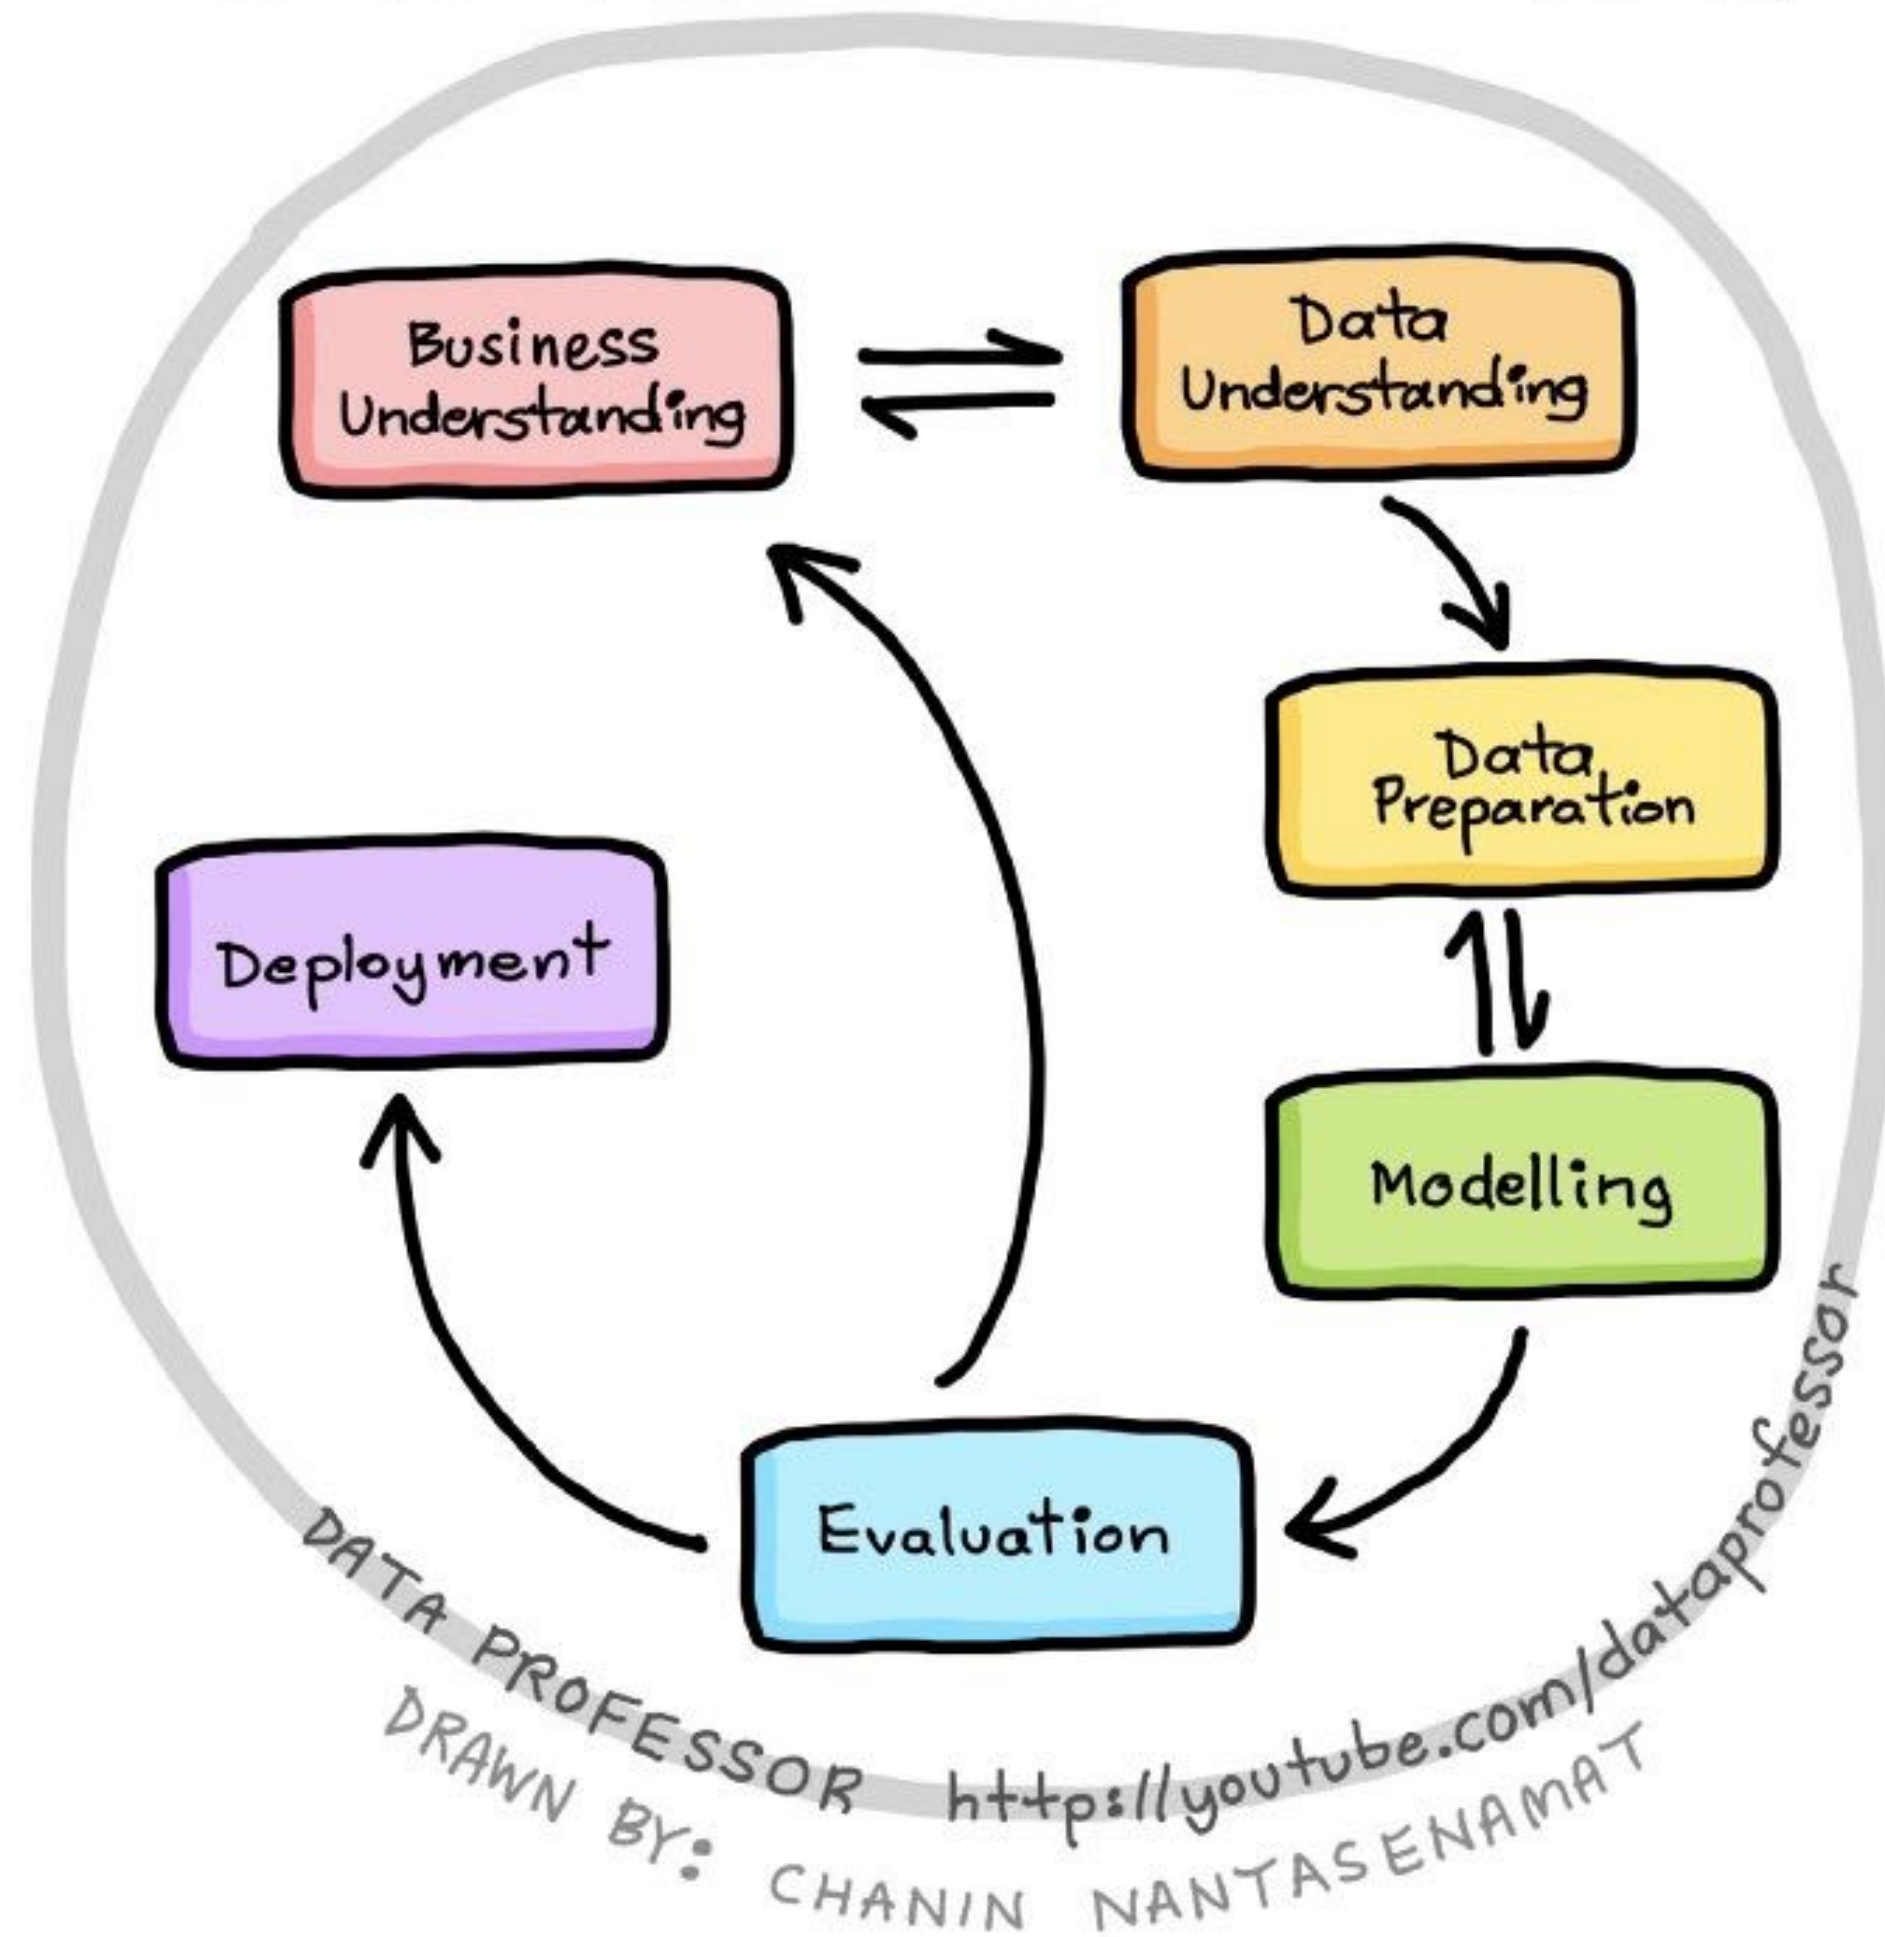 Business
Understanding
Data
Understanding
Data
Preparation
Deployment
Modelling
Evaluation
DATA PROFESSOR http://youtube.com/dataprofessor
DRAWN BY: CHANIN NANTASENAMAT